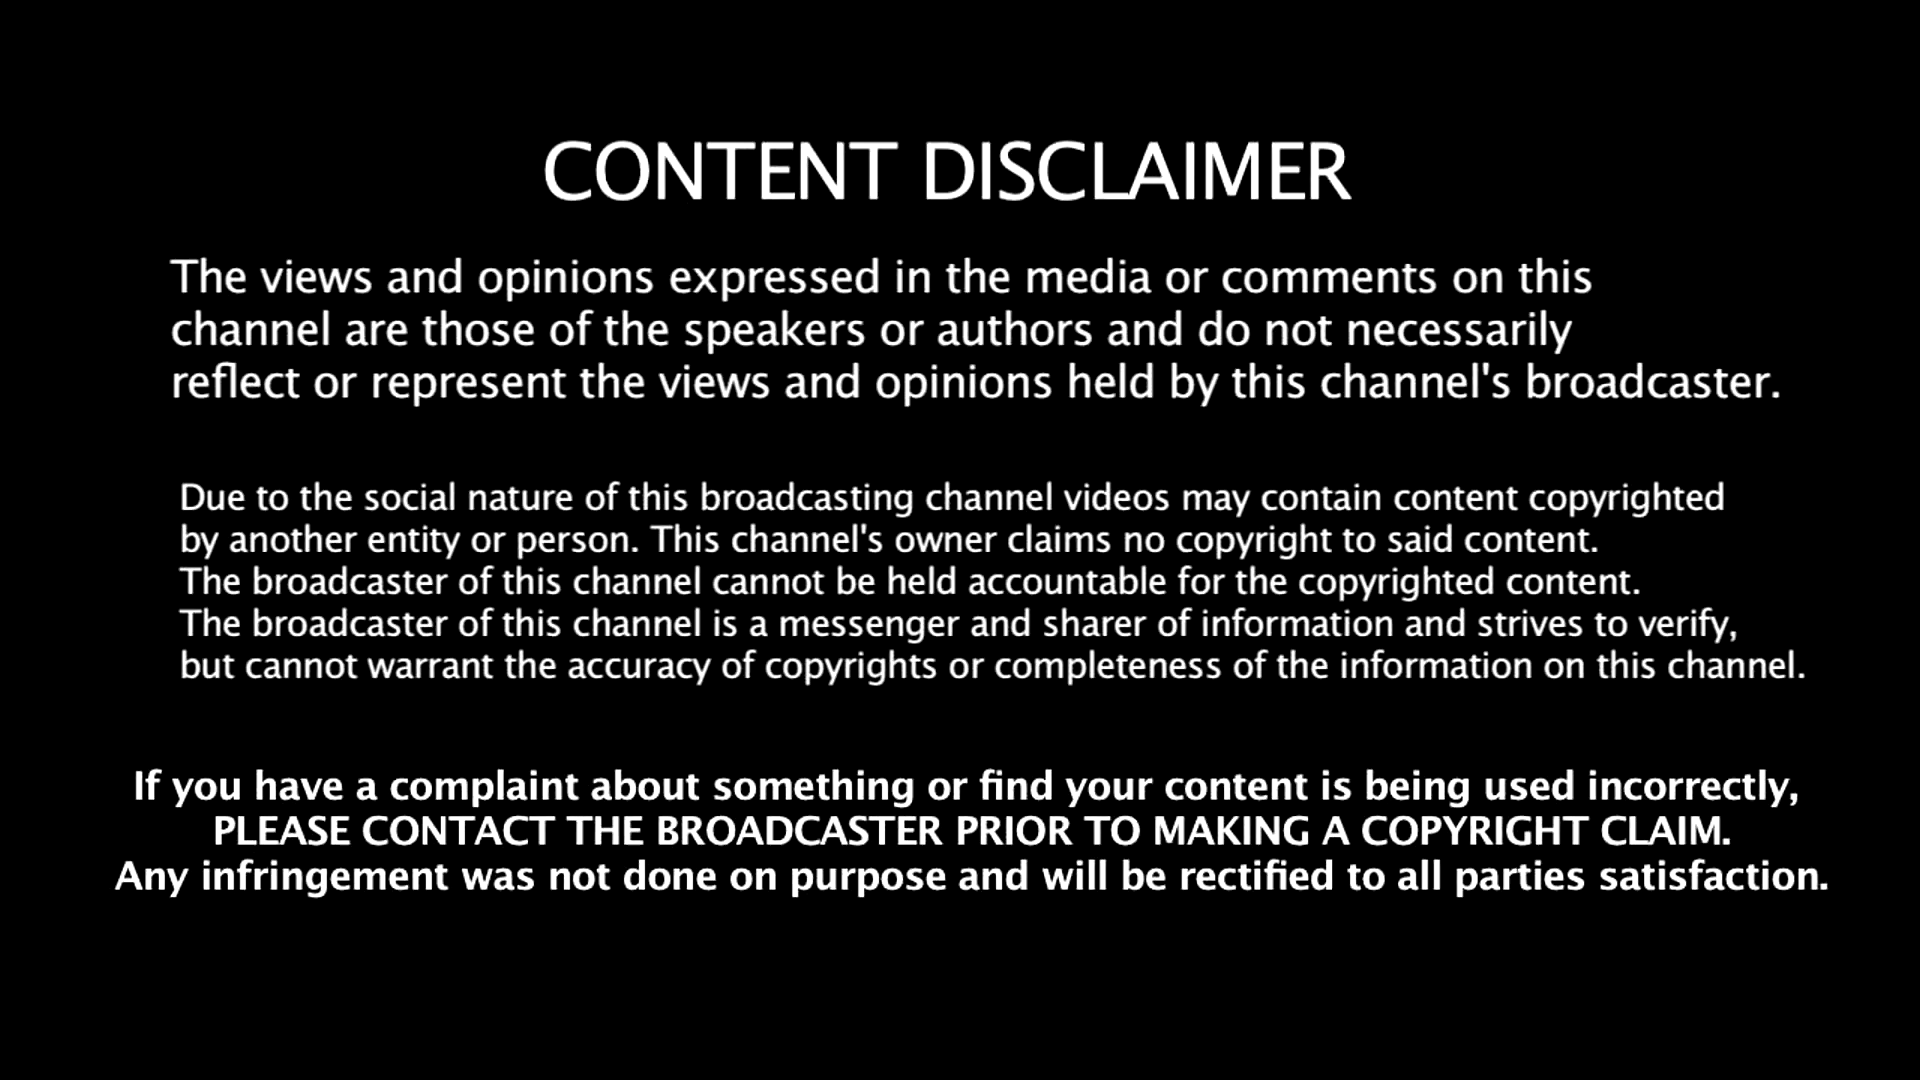 CONTENT DISCLAIMER
The views and opinions expressed in the media or comments on this
channel are those of the speakers or authors and do not necessarily
reflect or represent the views and opinions held by this channel's broadcaster.
Due to the social nature of this broadcasting channel videos may contain content copyrighted
by another entity or person. This channel's owner claims no copyright to said content.
The broadcaster of this channel cannot be held accountable for the copyrighted content.
The broadcaster of this channel is a messenger and sharer of information and strives to verify,
but cannot warrant the accuracy of copyrights or completeness of the information on this channel.
If you have a complaint about something or find your content is being used incorrectly,
PLEASE CONTACT THE BROADCASTER PRIOR TO MAKING A COPYRIGHT CLAIM.
Any infringement was not done on purpose and will be rectified to all parties satisfaction.